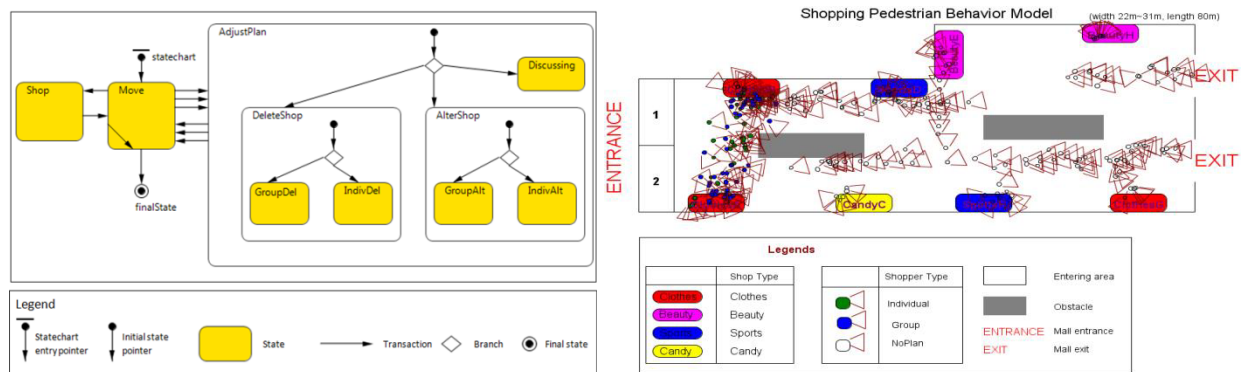 AdjustPlan
statechart
Shop
Move
Discussing
DeleteShop
AlterShop
GroupDel
IndivDel
GroupAlt
IndivAlt
finalState
Legend
Statechart
entry pointer
Initial state
pointer
State
Transaction
Branch
Final state
Shopping Pedestrian Behavior Model
(width 22m~31m, length 80m)
BeautyH
BeautyE
EXIT
ENTRANCE
1
2
EXIT
CandyC
Legends
Shop Type
Clothes
Clothes
Beauty
Beauty
Sports
Candy
Candy
Shopper Type
Individual
Group
NoPlan
Entering area
Obstacle
ENTRANCE
Mall entrance
EXIT
Mall exit